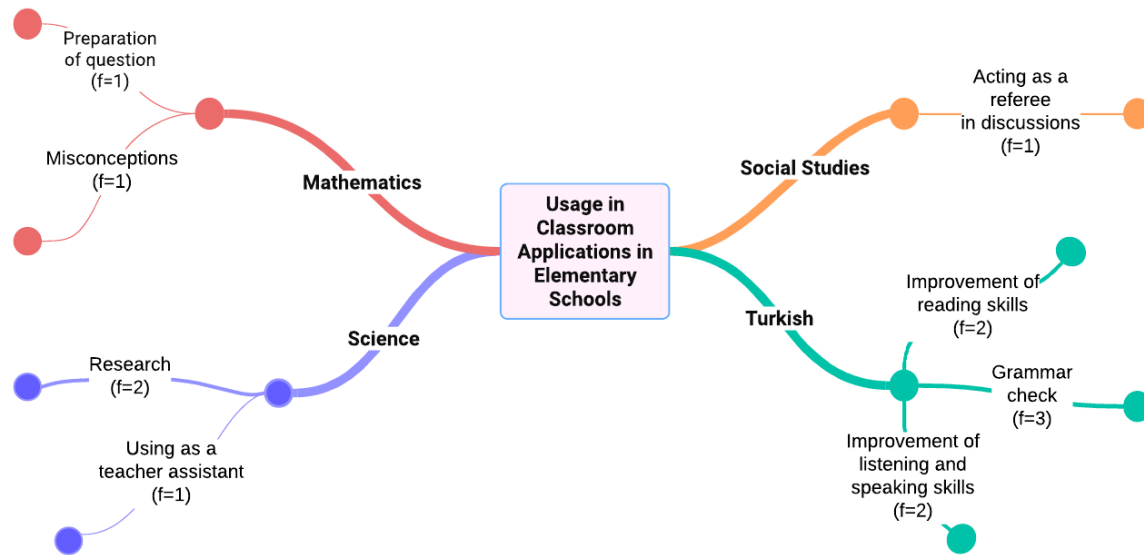 Preparation
of question
(f=1)
Misconceptions
(f=1)
Mathematics
Science
Research
(f=2)
Using as a
teacher assistant
(f=1)
Usage in
Classroom
Applications in
Elementary
Schools
Social Studies
Acting as a
referee
in discussions
(f=1)
Turkish
Improvement of
reading skills
(f=2)
Grammar
check
(f=3)
Improvement of
listening and
speaking skills
(f=2)